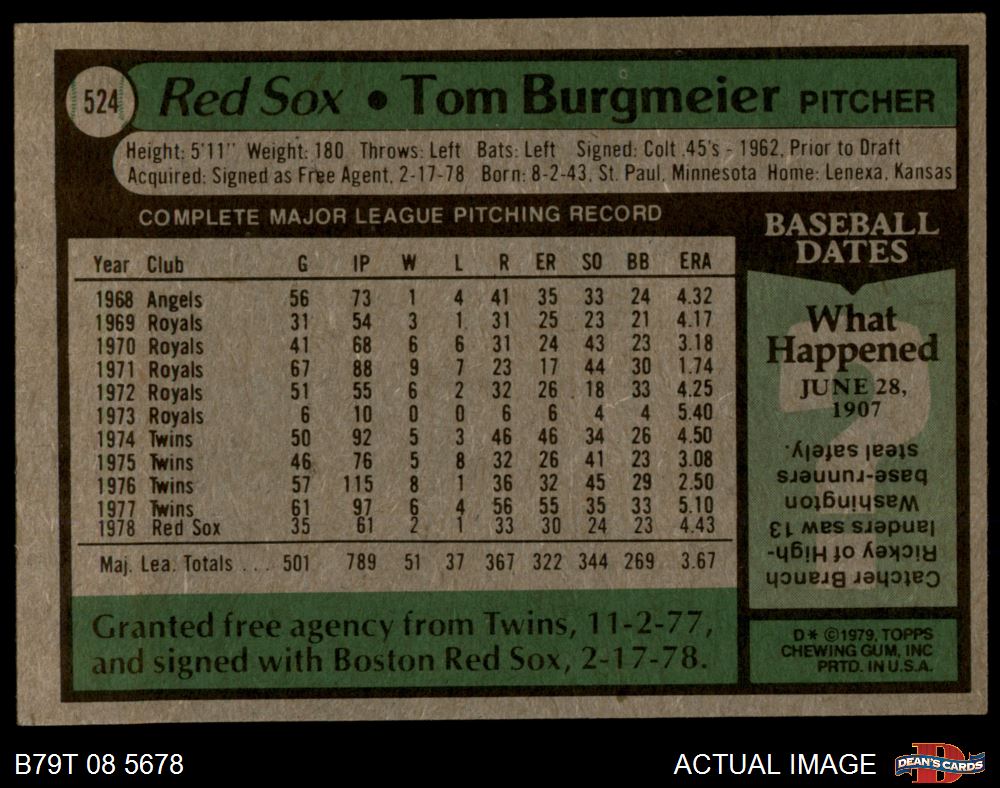 524 Red Sox • Tom Burgmeier PITCHER
Height: 5'11" Weight: 180 Throws: Left Bats: Left Signed: Colt .45's - 1962, Prior to Draft
Acquired: Signed as Free Agent, 2-17-78 Born: 8-2-43, St. Paul, Minnesota Home: Lenexa, Kansas
COMPLETE MAJOR LEAGUE PITCHING RECORD
Year Club G IP W L R ER SO BB ERA
1968 Angels 56 73 1 4 41 35 33 24 4.32
1969 Royals 31 54 3 1 31 25 23 21 4.17
1970 Royals 41 68 6 6 31 24 43 23 3.18
1971 Royals 67 88 9 7 23 17 44 30 1.74
1972 Royals 51 55 6 2 32 26 18 33 4.25
1973 Royals 6 10 0 0 6 6 4 4 5.40
1974 Twins 50 92 5 3 46 46 34 26 4.50
1975 Twins 46 76 5 8 32 26 41 23 3.08
1976 Twins 57 115 8 1 36 32 45 29 2.50
1977 Twins 61 97 6 4 56 55 35 33 5.10
1978 Red Sox 35 61 2 1 33 30 24 23 4.43
Maj. Lea. Totals . . . 501 789 51 37 367 322 344 269 3.67
Granted free agency from Twins, 11-2-77,
and signed with Boston Red Sox, 2-17-78.
BASEBALL
DATES
What
Happened
JUNE 28,
1907
?
Catcher Branch
Rickey of High-
landers saw 13
Washington
base-runners
steal safely.
D* ©1979, TOPPS
CHEWING GUM, INC
PRTD. IN U.S.A.
B79T 08 5678
ACTUAL IMAGE
D
DEAN'S CARDS